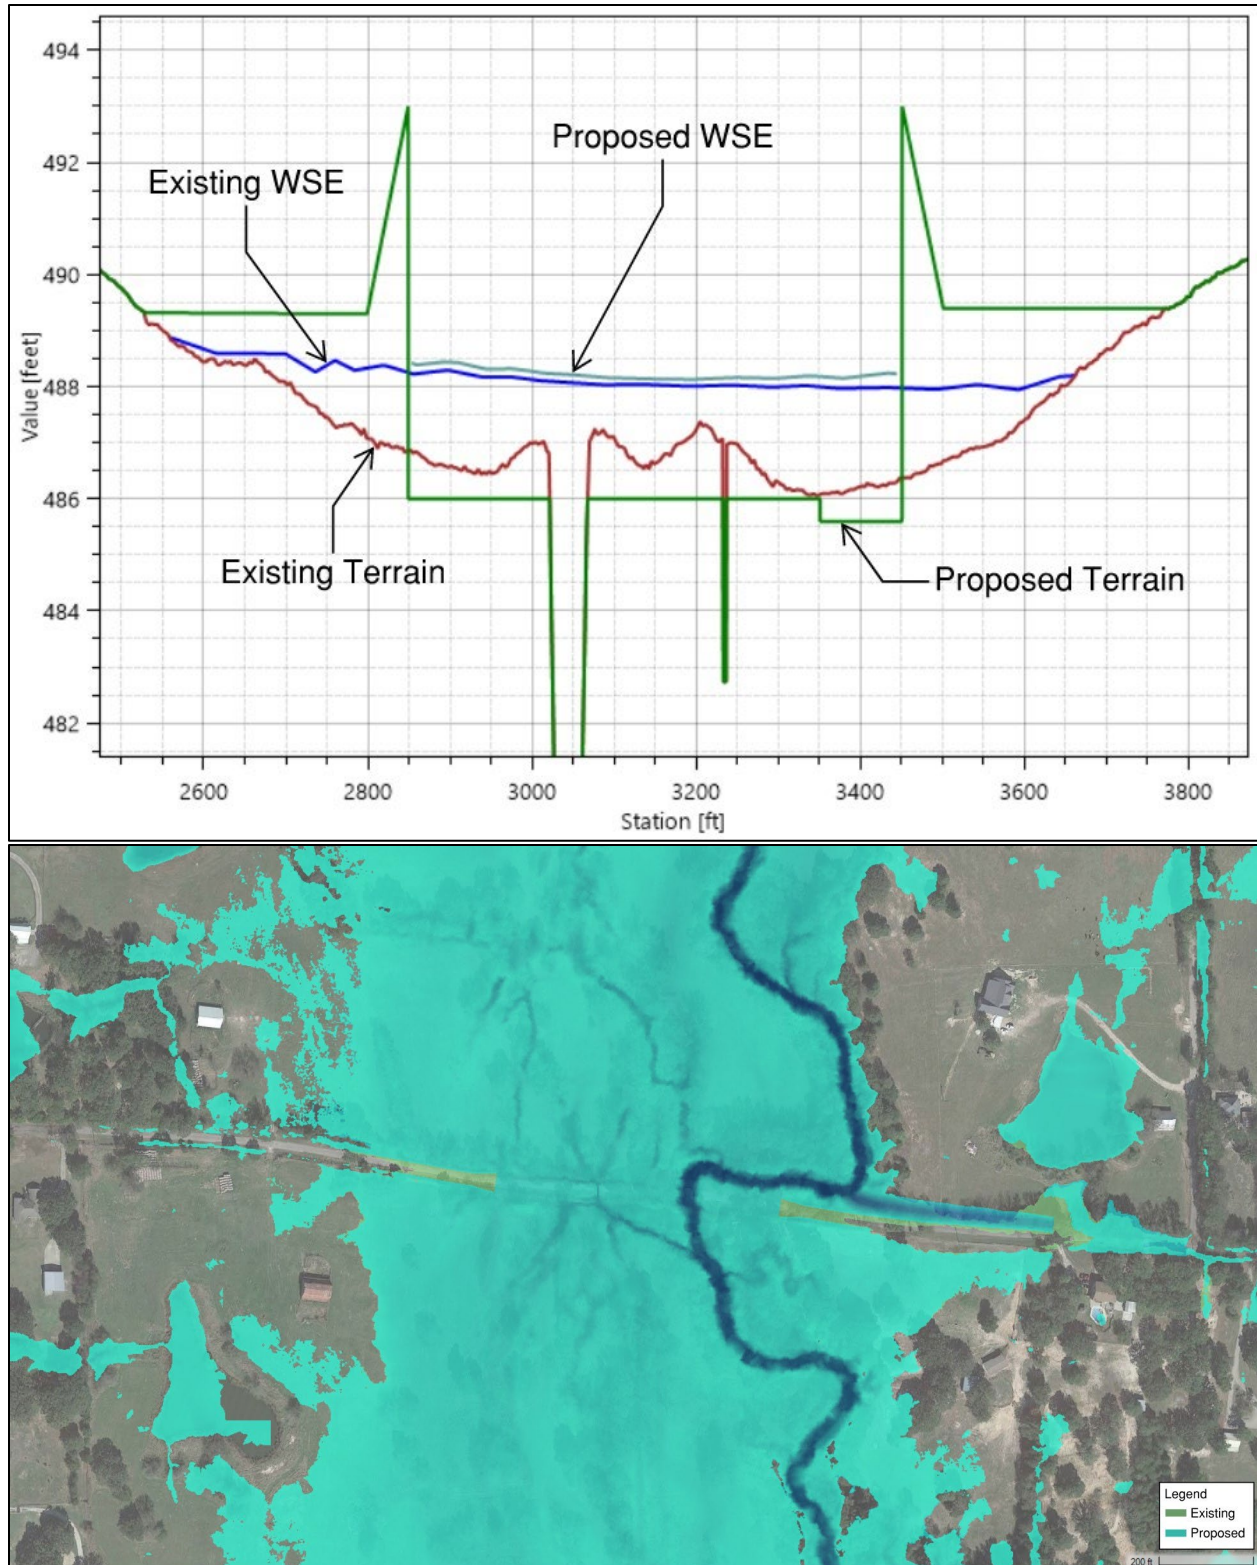 494
492
490
488
486
484
482
Value [feet]
Existing WSE
Proposed WSE
Existing Terrain
Proposed Terrain
2600 2800 3000 3200 3400 3600 3800
Station [ft]
Legend
Existing
Proposed
200 ft